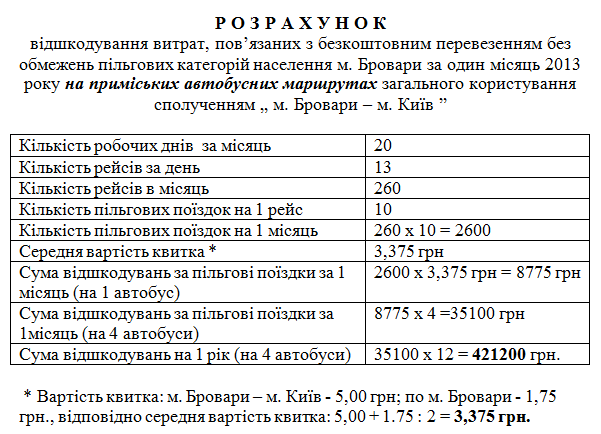 Р О З Р А Х У Н О К
відшкодування витрат, пов’язаних з безкоштовним перевезенням без
обмежень пільгових категорій населення м. Бровари за один місяць 2013
року на приміських автобусних маршрутах загального користування
сполученням „ м. Бровари – м. Київ ”
Кількість робочих днів за місяць 20
Кількість рейсів за день 13
Кількість рейсів в місяць 260
Кількість пільгових поїздок на 1 рейс 10
Кількість пільгових поїздок на 1 місяць 260 х 10 = 2600
Середня вартість квитка * 3,375 грн
Сума відшкодувань за пільгові поїздки за 1 2600 х 3,375 грн = 8775 грн
місяць (на 1 автобус)
Сума відшкодувань за пільгові поїздки за 8775 х 4 =35100 грн
1місяць (на 4 автобуси)
Сума відшкодувань на 1 рік (на 4 автобуси) 35100 х 12 = 421200 грн.
* Вартість квитка: м. Бровари – м. Київ - 5,00 грн; по м. Бровари - 1,75
грн., відповідно середня вартість квитка: 5,00 + 1.75 : 2 = 3,375 грн.